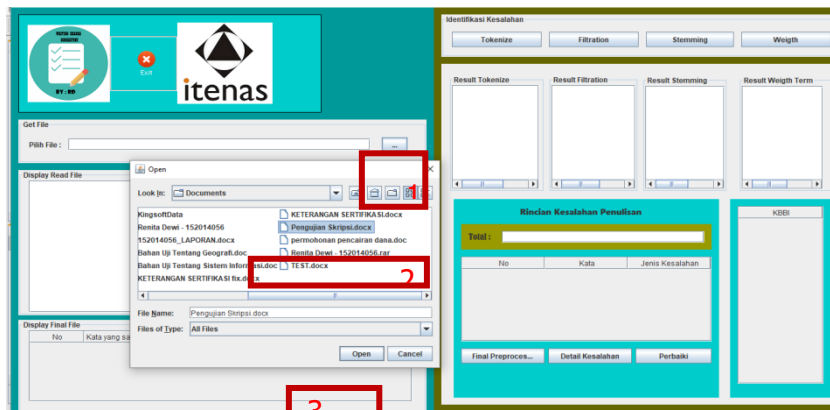 BY : RD
Exit
itenas
Get File
Pilih File :
...
Display Read File
Open
Look In: Documents
KingsoftData
Renita Dewi - 152014056
152014056_LAPORAN.docx
Bahan Uji Tentang Geografi.doc
Bahan Uji Tentang Sistem Informasi.doc
KETERANGAN SERTIFIKASI fix.docx
KETERANGAN SERTIFIKASI.docx
Pengujian Skripsi.docx
permohonan pencairan dana.doc
Renita Dewi - 152014056.rar
TEST.docx
File Name: Pengujian Skripsi.docx
Files of Type: All Files
Open Cancel
1
2
3
Display Final File
No Kata yang sa
Identifikasi Kesalahan
Tokenize Filtration Stemming Weigth
Result Tokenize Result Filtration Result Stemming Result Weigth Term
Rincian Kesalahan Penulisan
Total :
No Kata Jenis Kesalahan
Final Preproces... Detail Kesalahan Perbaiki
KBBI